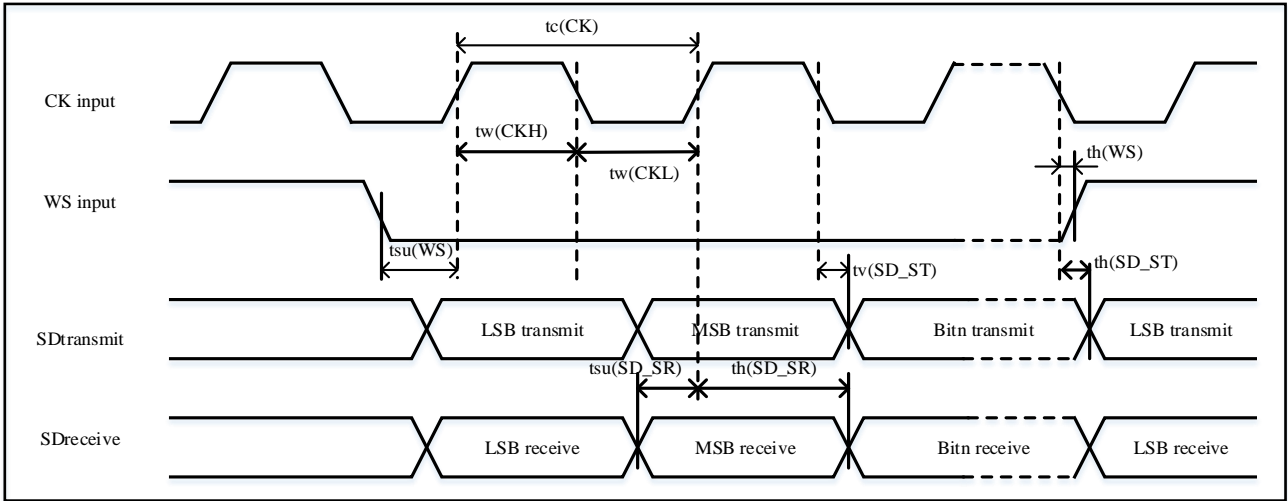 tc(CK)
CK input
tw(CKH)
tw(CKL)
th(WS)
WS input
tsu(WS)
tv(SD_ST)
th(SD_ST)
SDtransmit
LSB transmit
MSB transmit
Bitn transmit
LSB transmit
tsu(SD_SR)
th(SD_SR)
SDreceive
LSB receive
MSB receive
Bitn receive
LSB receive